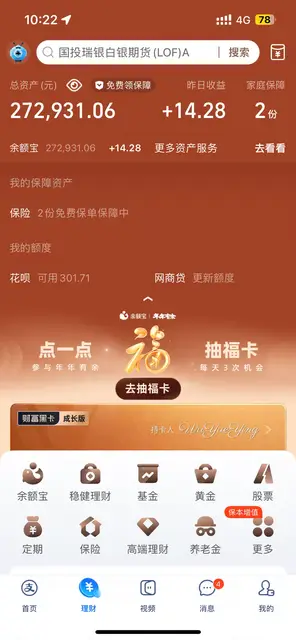 10:22
4G 78
国投瑞银白银期货(LOF)A 搜索
总资产(元) 免费领保障 昨日收益 家庭保障
272,931.06 +14.28 2份
余额宝 272,931.06 +14.28 更多资产服务 去看看
我的保障资产
保险 2份免费保单保障中
我的额度
花呗 可用301.71 网商贷 更新额度
余额宝
点一点 福 抽福卡
参与年年有余 每天3次机会
去抽福卡
财富黑卡 成长版
持卡人
余额宝 稳健理财 基金 黄金 股票
保本增值
定期 保险 高端理财 养老金 更多
4
首页 理财 视频 消息 我的